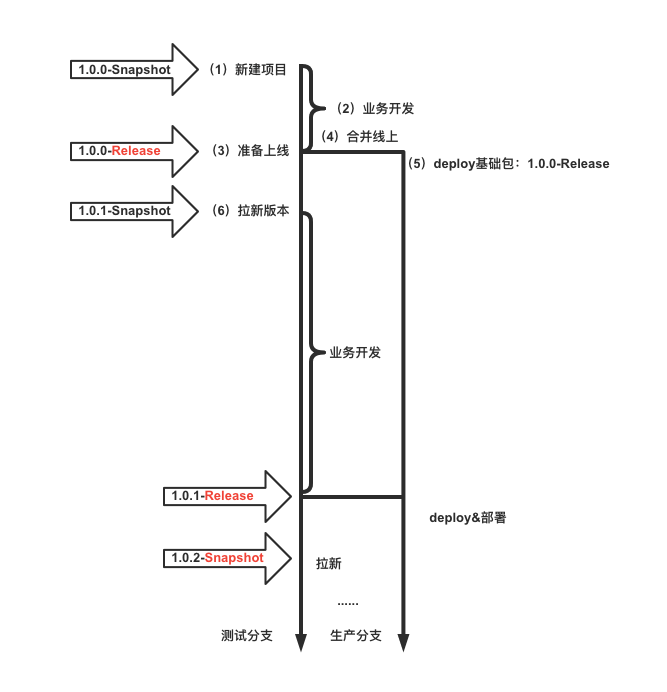 1.0.0-Snapshot
（1）新建项目
（2）业务开发
（4）合并线上
1.0.0-Release
（3）准备上线
（5）deploy基础包：1.0.0-Release
1.0.1-Snapshot
（6）拉新版本
业务开发
1.0.1-Release
deploy&部署
1.0.2-Snapshot
拉新
......
测试分支
生产分支